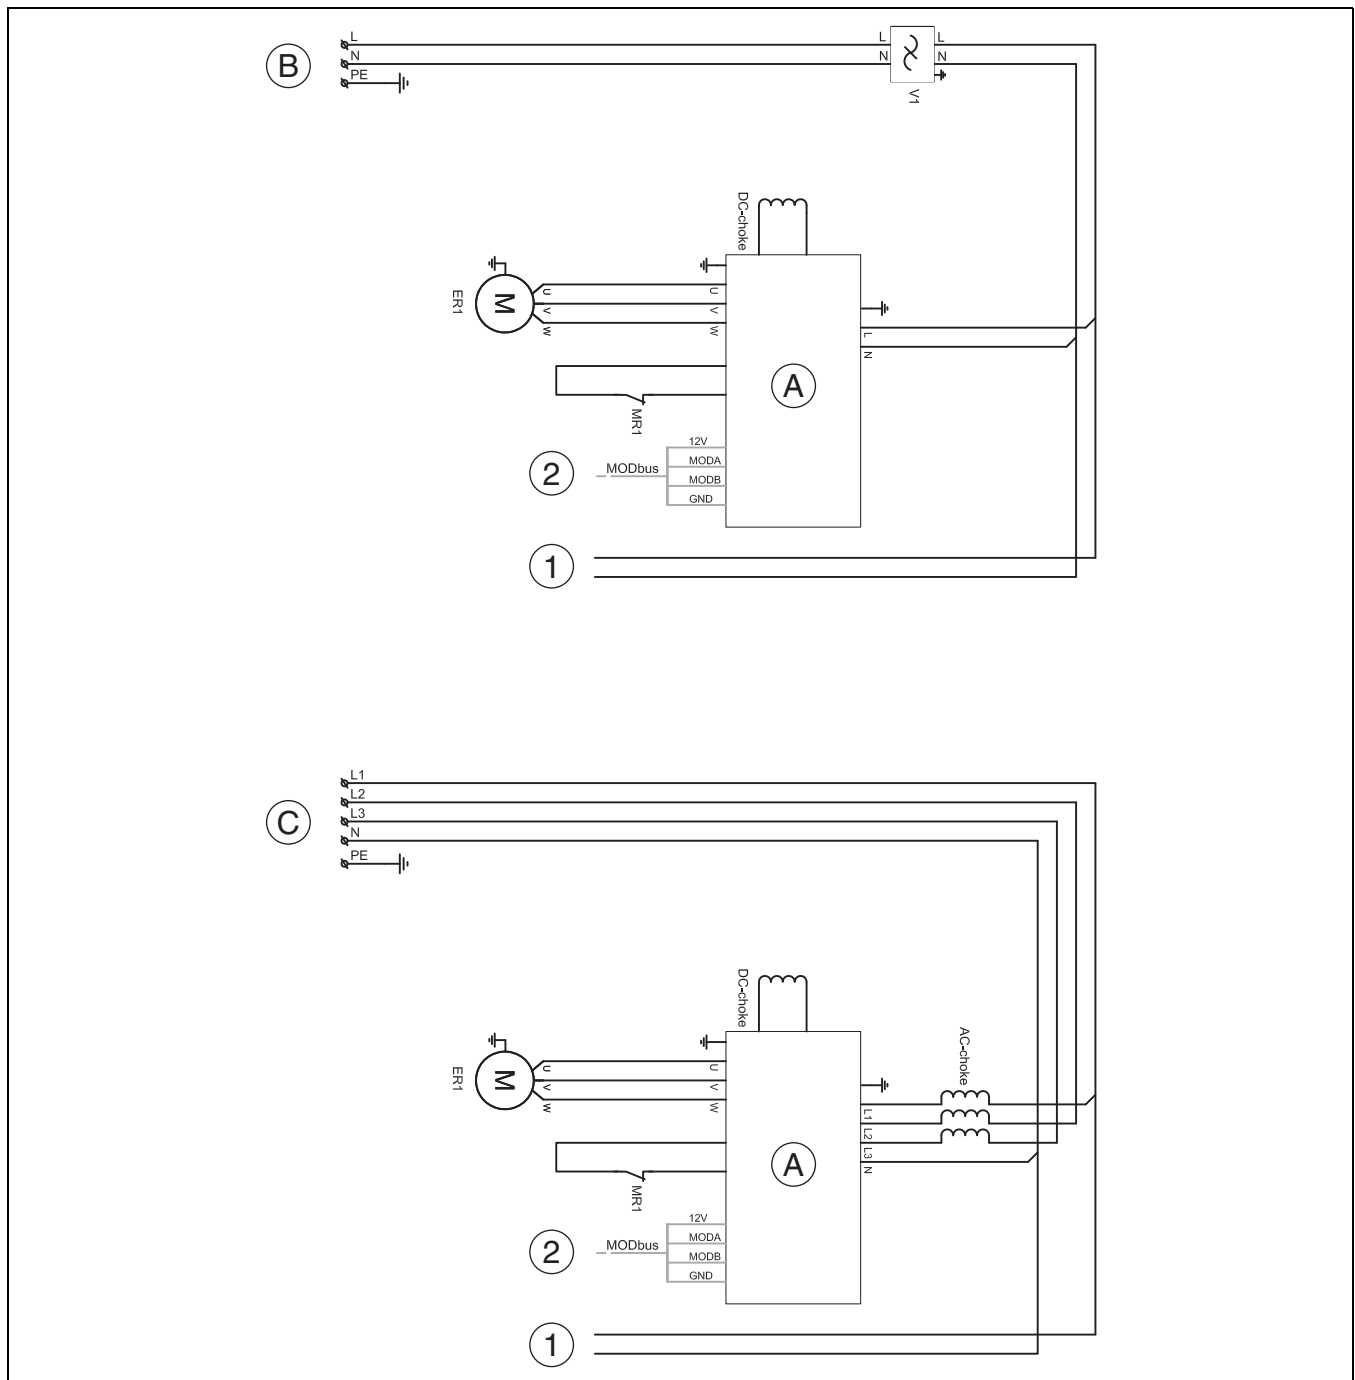 B
L
N
PE
L
N
L
N
V1
DC-choke
ER1
M
U
V
W
U
V
W
L
N
A
MR1
2
MODbus
12V
MODA
MODB
GND
1
C
L1
L2
L3
N
PE
DC-choke
AC-choke
ER1
M
U
V
W
U
V
W
L1
L2
L3
N
A
MR1
2
MODbus
12V
MODA
MODB
GND
1